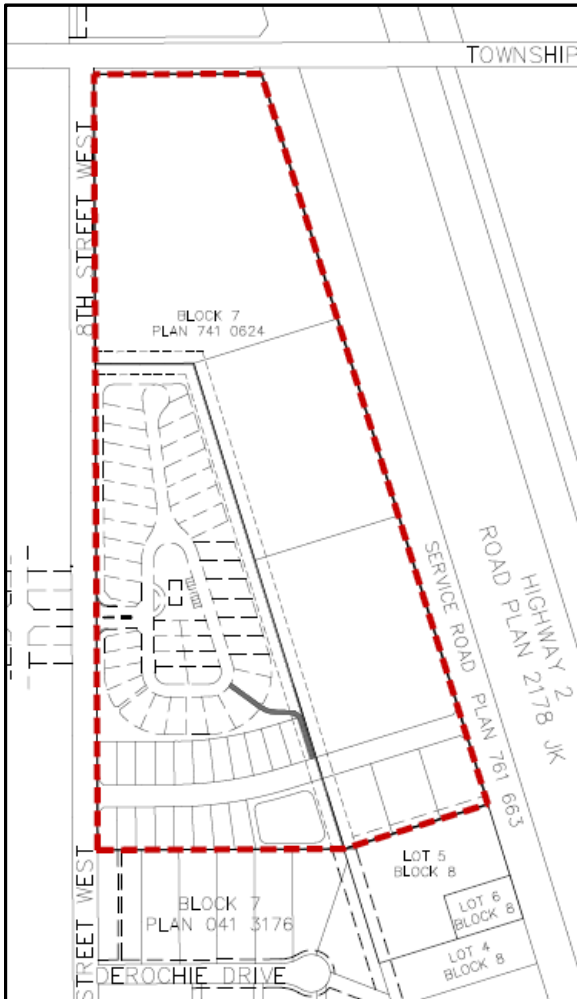 TOWNSHIP
8TH STREET WEST
BLOCK 7
PLAN 741 0624
HIGHWAY 2
ROAD PLAN 2178 JK
SERVICE ROAD PLAN 761 663
LOT 5
BLOCK 8
LOT 6
BLOCK 8
LOT 4
BLOCK 8
STREET WEST
BLOCK 7
PLAN 041 3176
DEROCHIE DRIVE